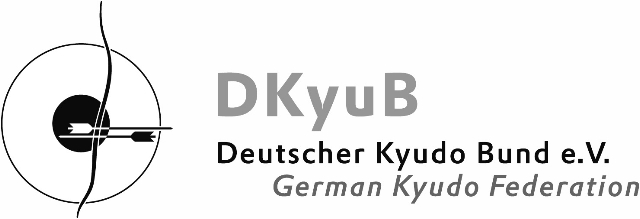 DKyuB
Deutscher Kyudo Bund e.V.
German Kyudo Federation